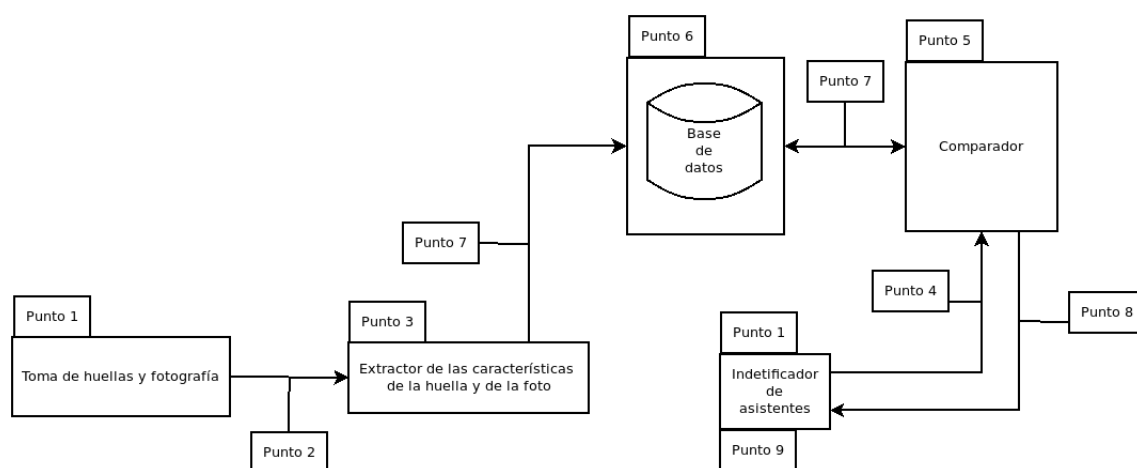 Punto 6
Punto 5
Punto 7
Base
de
datos
Comparador
Punto 7
Punto 4
Punto 8
Punto 1
Punto 3
Toma de huellas y fotografía
Extractor de las características
de la huella y de la foto
Punto 2
Punto 1
Indetificador
de
asistentes
Punto 9